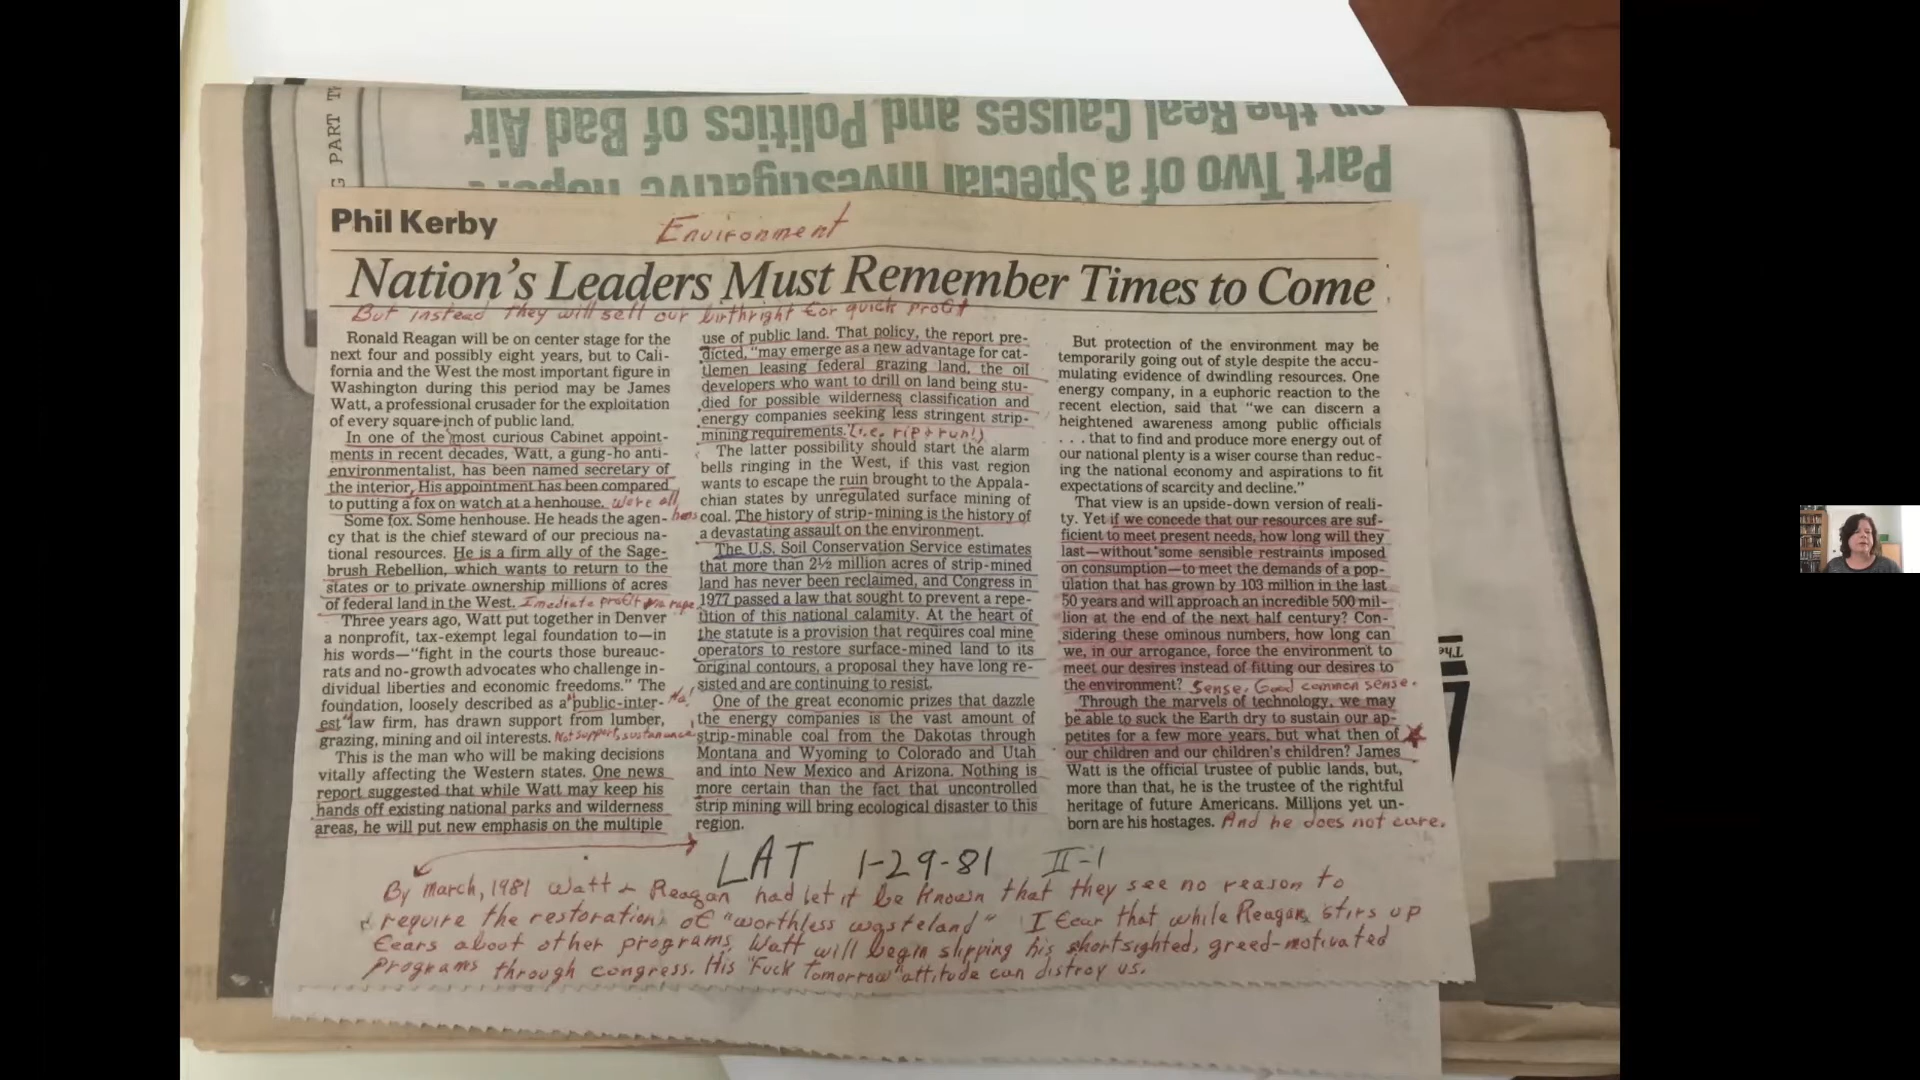 PART
on the Real Causes and
Politics of Bad Air
Part Two of a Special Investigative Report
Phil Kerby
Environment
Nation's Leaders Must Remember Times to Come
But instead they will sell our birthright for quick profit
Ronald Reagan will be on center stage for the
next four and possibly eight years, but to Cali-
fornia and the West the most important figure in
Washington during this period may be James
Watt, a professional crusader for the exploitation
of every square inch of public land.
In one of the most curious Cabinet appoint-
ments in recent decades, Watt, a gung-ho anti-
environmentalist, has been named secretary of
the interior. His appointment has been compared
to putting a fox on watch at a henhouse. We're all
hens
Some fox. Some henhouse. He heads the agen-
cy that is the chief steward of our precious na-
tional resources. He is a firm ally of the Sage-
brush Rebellion, which wants to return to the
states or to private ownership millions of acres
of federal land in the West. Imediate profit via rape
Three years ago, Watt put together in Denver
a nonprofit, tax-exempt legal foundation to—in
his words—"fight in the courts those bureauc-
rats and no-growth advocates who challenge in-
dividual liberties and economic freedoms." The
foundation, loosely described as a "public-inter- Ha!
est" law firm, has drawn support from lumber,
grazing, mining and oil interests. Not support, sustanance
This is the man who will be making decisions
vitally affecting the Western states. One news
report suggested that while Watt may keep his
hands off existing national parks and wilderness
areas, he will put new emphasis on the multiple
use of public land. That policy, the report pre-
dicted, "may emerge as a new advantage for cat-
tlemen leasing federal grazing land, the oil
developers who want to drill on land being stu-
died for possible wilderness classification and
energy companies seeking less stringent strip-
mining requirements. (i.e. rip & run!)
The latter possibility should start the alarm
bells ringing in the West, if this vast region
wants to escape the ruin brought to the Appala-
chian states by unregulated surface mining of
coal. The history of strip-mining is the history of
a devastating assault on the environment.
The U.S. Soil Conservation Service estimates
that more than 2½ million acres of strip-mined
land has never been reclaimed, and Congress in
1977 passed a law that sought to prevent a repe-
tition of this national calamity. At the heart of
the statute is a provision that requires coal mine
operators to restore surface-mined land to its
original contours, a proposal they have long re-
sisted and are continuing to resist.
One of the great economic prizes that dazzle
the energy companies is the vast amount of
strip-minable coal from the Dakotas through
Montana and Wyoming to Colorado and Utah
and into New Mexico and Arizona. Nothing is
more certain than the fact that uncontrolled
strip mining will bring ecological disaster to this
region.
But protection of the environment may be
temporarily going out of style despite the accu-
mulating evidence of dwindling resources. One
energy company, in a euphoric reaction to the
recent election, said that "we can discern a
heightened awareness among public officials
. . . that to find and produce more energy out of
our national plenty is a wiser course than reduc-
ing the national economy and aspirations to fit
expectations of scarcity and decline."
That view is an upside-down version of reali-
ty. Yet if we concede that our resources are suf-
ficient to meet present needs, how long will they
last—without some sensible restraints imposed
on consumption—to meet the demands of a pop-
ulation that has grown by 103 million in the last
50 years and will approach an incredible 500 mil-
lion at the end of the next half century? Con-
sidering these ominous numbers, how long can
we, in our arrogance, force the environment to
meet our desires instead of fitting our desires to
the environment? Sense. Good common sense.
Through the marvels of technology, we may
be able to suck the Earth dry to sustain our ap-
petites for a few more years, but what then of
our children and our children's children? James
Watt is the official trustee of public lands, but,
more than that, he is the trustee of the rightful
heritage of future Americans. Millions yet un-
born are his hostages. And he does not care.
LAT 1-29-81 II-1
By march, 1981 Watt & Reagan had let it be known that they see no reason to
require the restoration of "worthless wasteland" I fear that while Reagan stirs up
fears about other programs, Watt will begin slipping his shortsighted, greed-motivated
programs through congress. His "Fuck Tomorrow" attitude can distroy us.